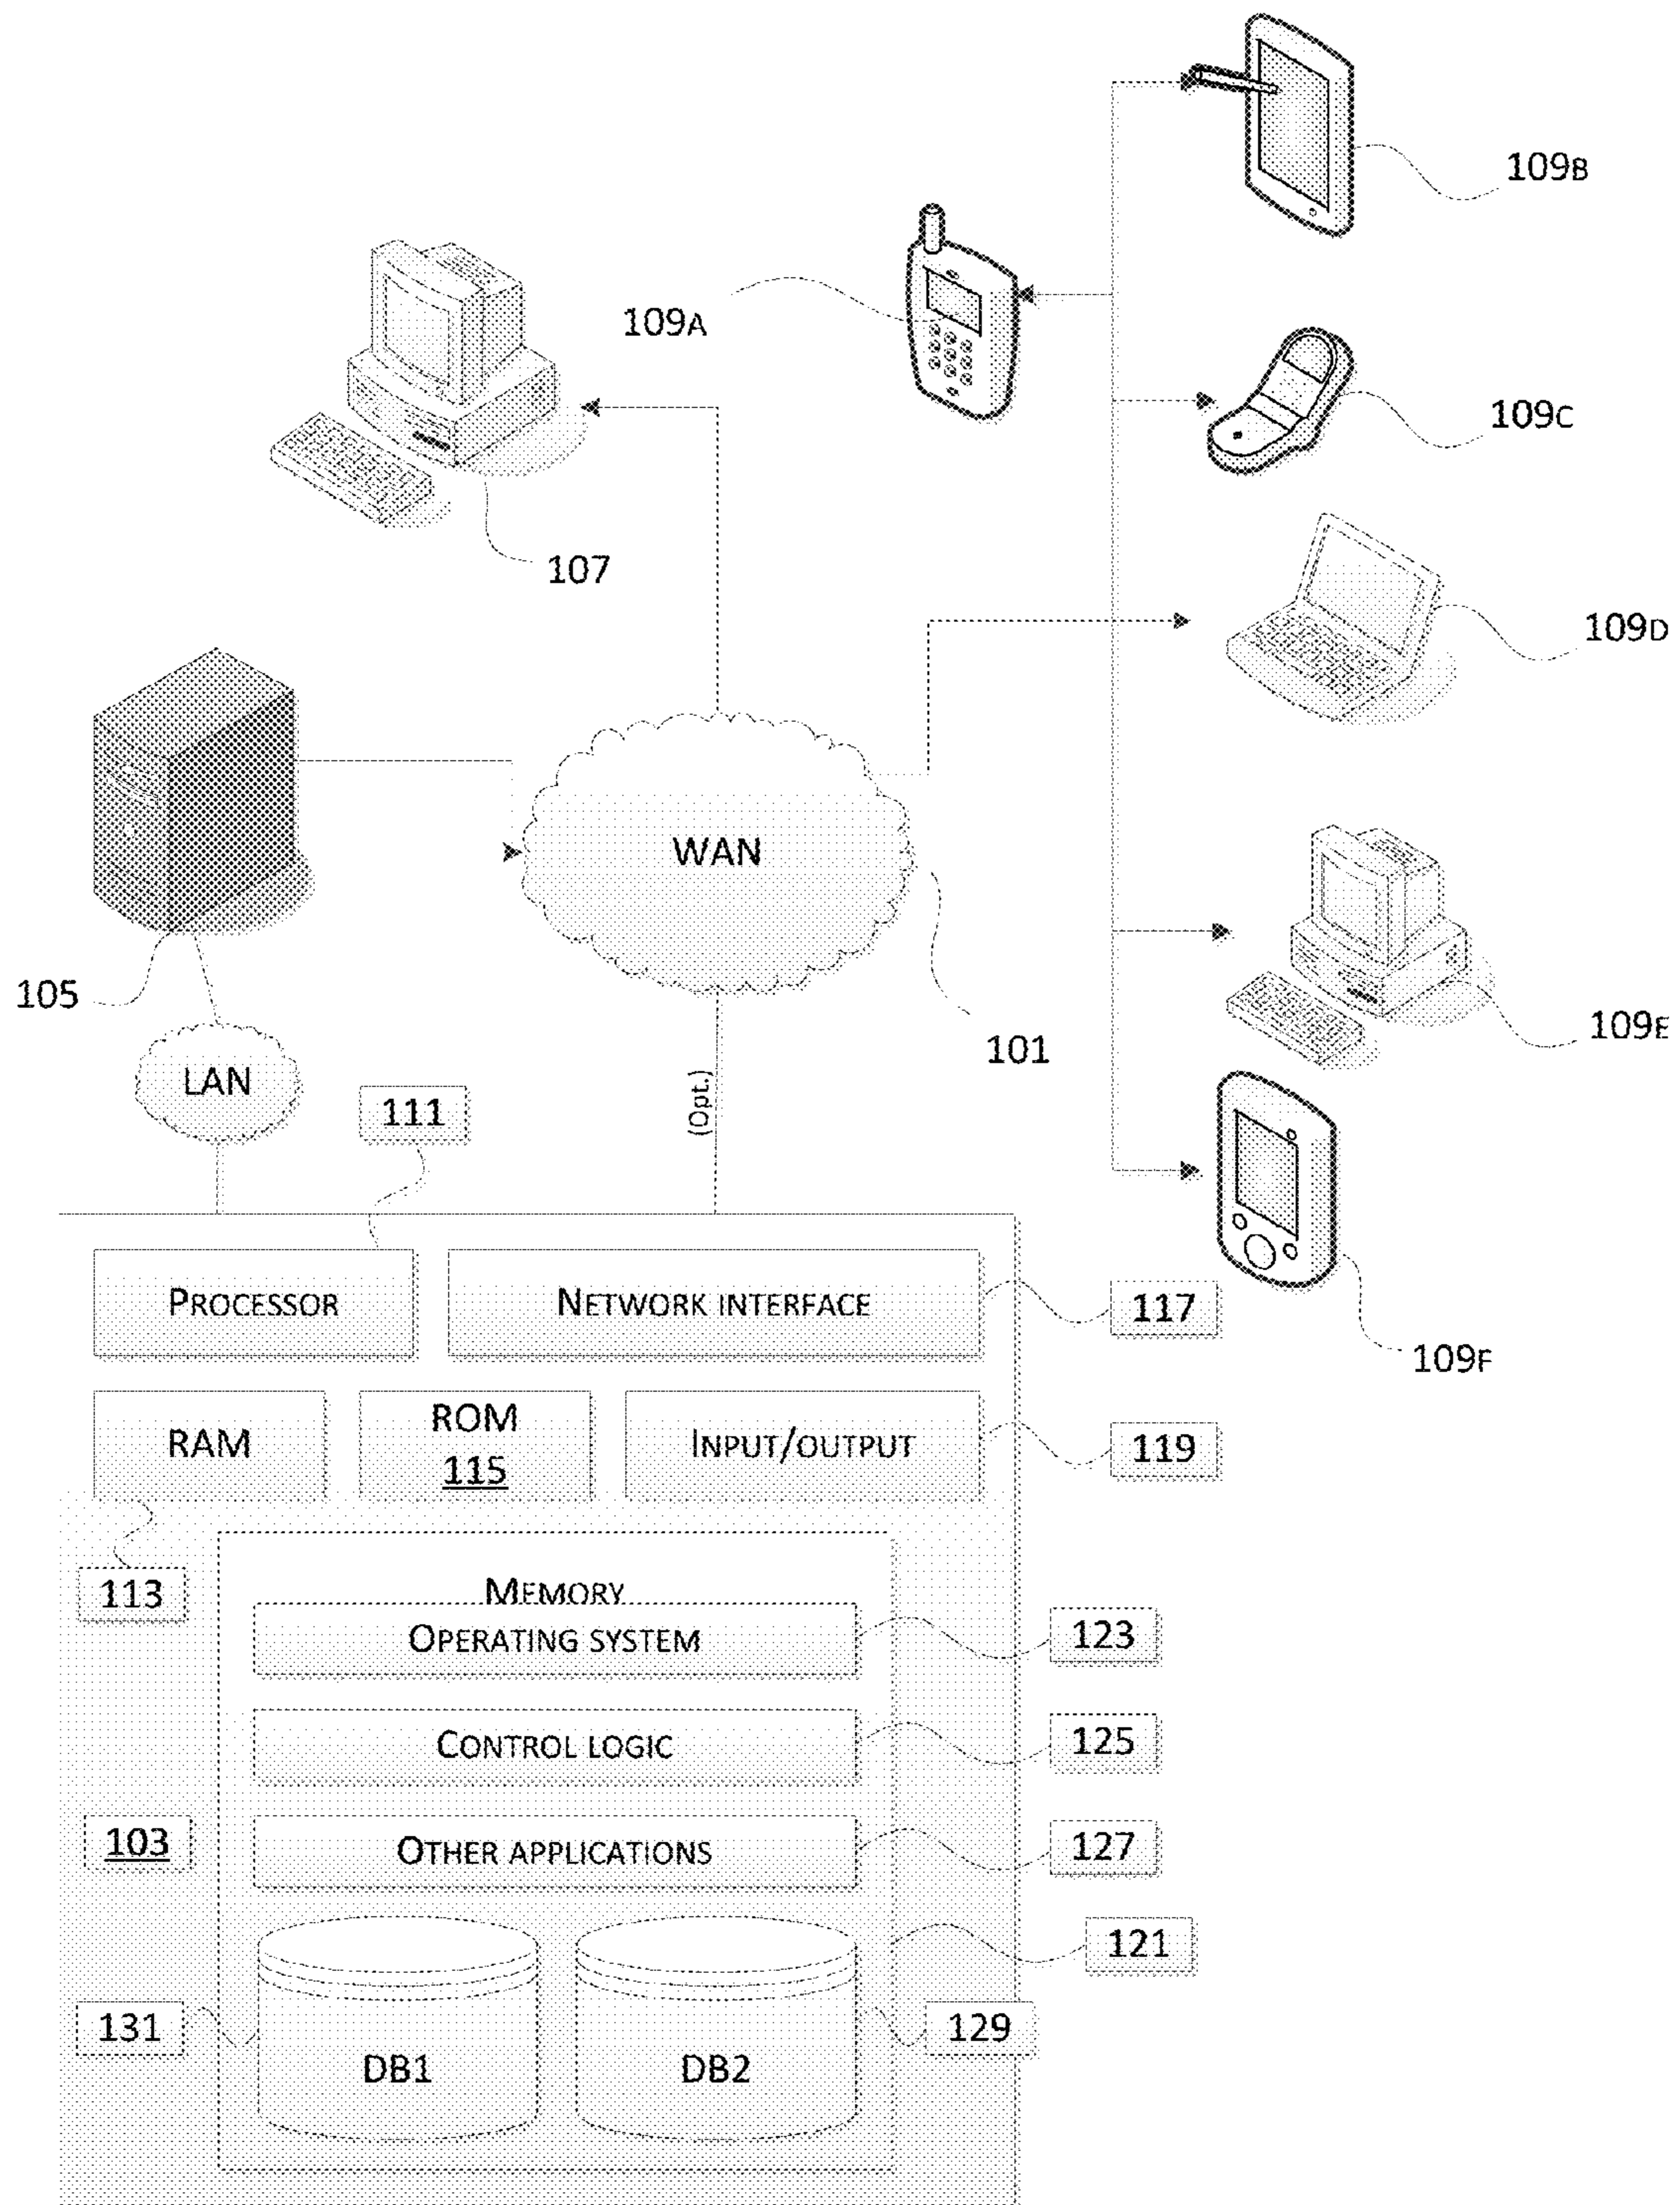 109B
109A
109C
107
109D
WAN
105
109E
101
LAN
(Opt.)
111
PROCESSOR
NETWORK INTERFACE
117
109F
RAM
ROM
115
INPUT/OUTPUT
119
113
MEMORY
OPERATING SYSTEM
123
CONTROL LOGIC
125
103
OTHER APPLICATIONS
127
121
131
DB1
DB2
129